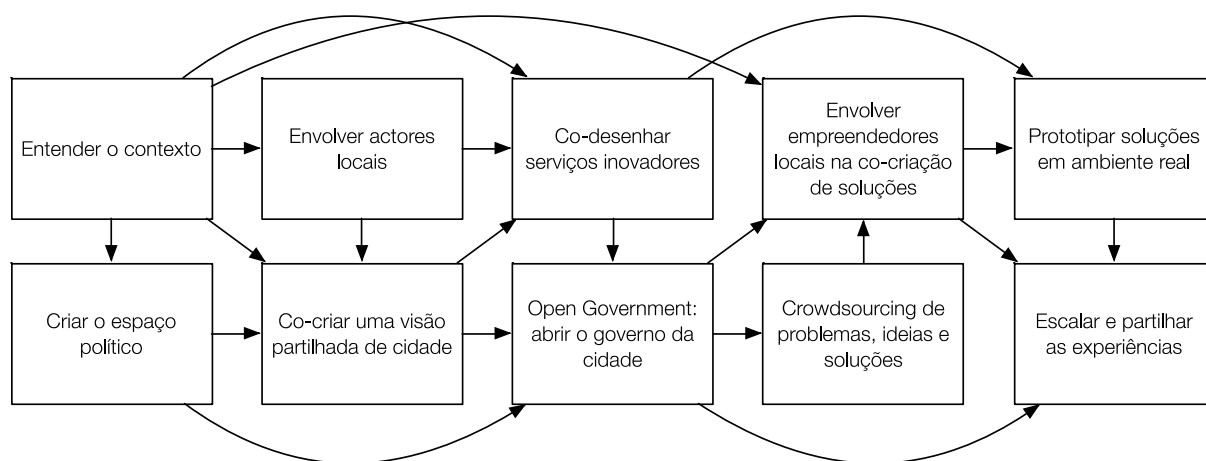 Entender o contexto
Envolver actores
locais
Co-desenhar
serviços inovadores
Envolver
empreendedores
locais na co-criação
de soluções
Prototipar soluções
em ambiente real
Criar o espaço
político
Co-criar uma visão
partilhada de cidade
Open Government:
abrir o governo da
cidade
Crowdsourcing de
problemas, ideias e
soluções
Escalar e partilhar
as experiências